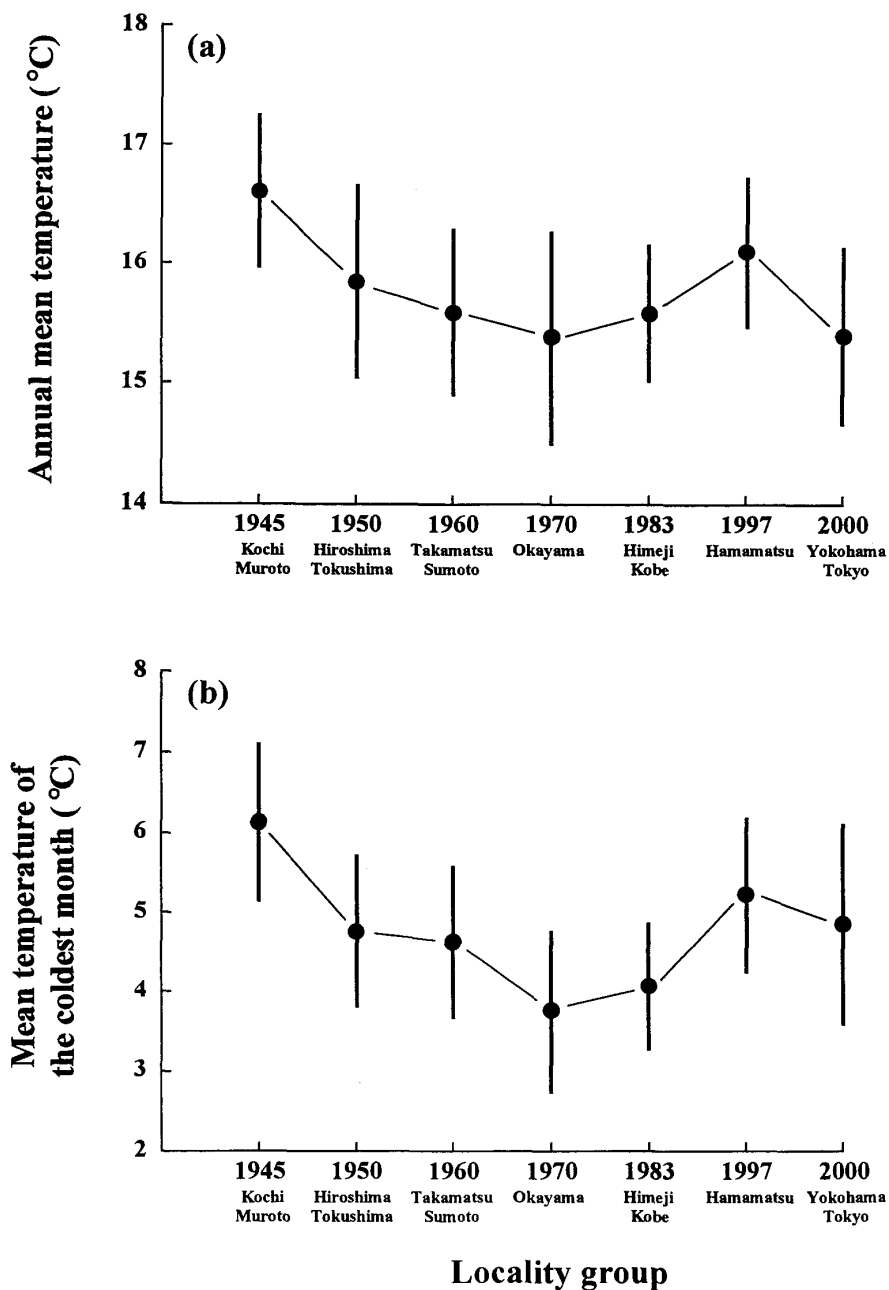 (a)
Annual mean temperature (°C)
18
17
16
15
14
1945 1950 1960 1970 1983 1997 2000
Kochi Hiroshima Takamatsu Okayama Himeji Hamamatsu Yokohama
Muroto Tokushima Sumoto Kobe Tokyo
(b)
Mean temperature of
the coldest month (°C)
8
7
6
5
4
3
2
1945 1950 1960 1970 1983 1997 2000
Kochi Hiroshima Takamatsu Okayama Himeji Hamamatsu Yokohama
Muroto Tokushima Sumoto Kobe Tokyo
Locality group